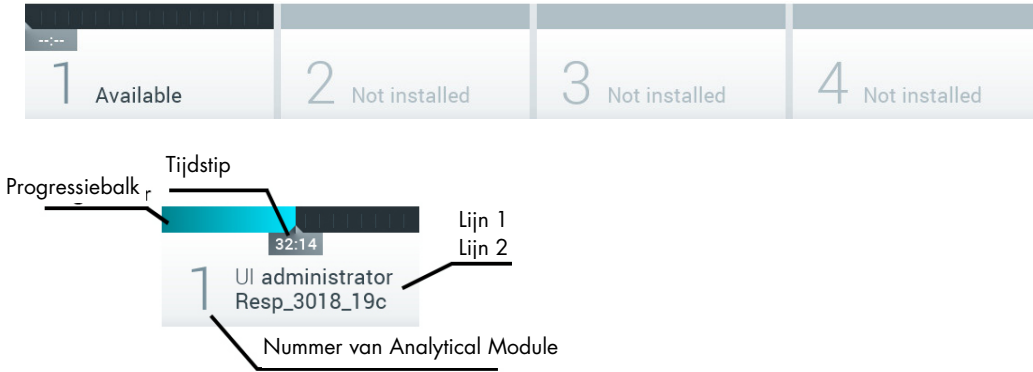 --:--
1 Available
2 Not installed
3 Not installed
4 Not installed
Tijdstip
Progressiebalk r
Lijn 1
Lijn 2
32:14
1 UI administrator
Resp_3018_19c
Nummer van Analytical Module